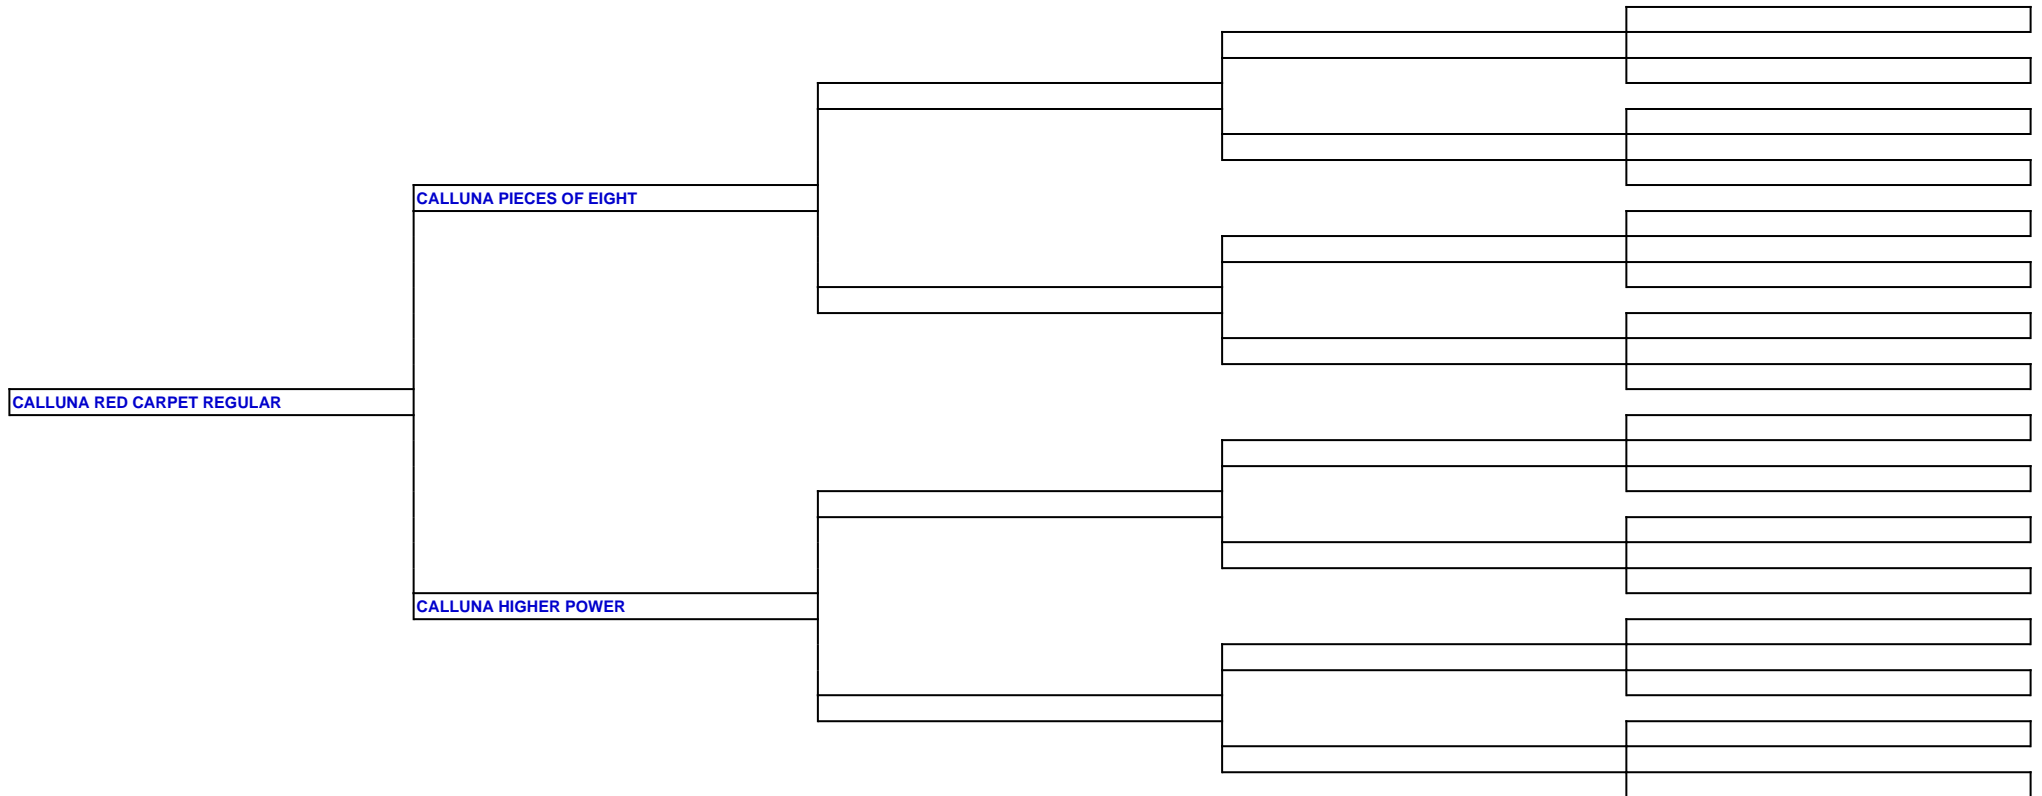 CALLUNA PIECES OF EIGHT
CALLUNA RED CARPET REGULAR
CALLUNA HIGHER POWER